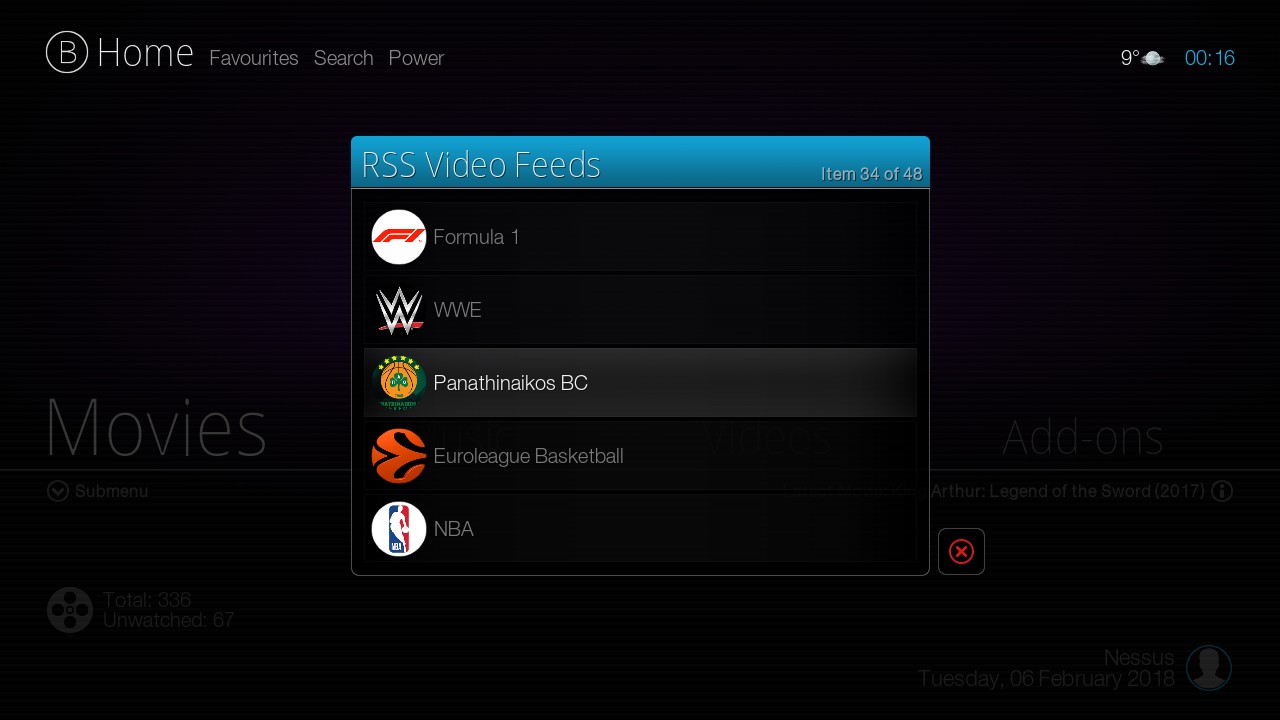 B Home Favourites Search Power 9° 00:16
RSS Video Feeds
Item 34 of 48
Formula 1
WWE
Panathinaikos BC
Euroleague Basketball
NBA
Movies
Videos
Add-ons
Submenu
Arthur: Legend of the Sword (2017)
Total: 336
Unwatched: 67
Nessus
Tuesday, 06 February 2018